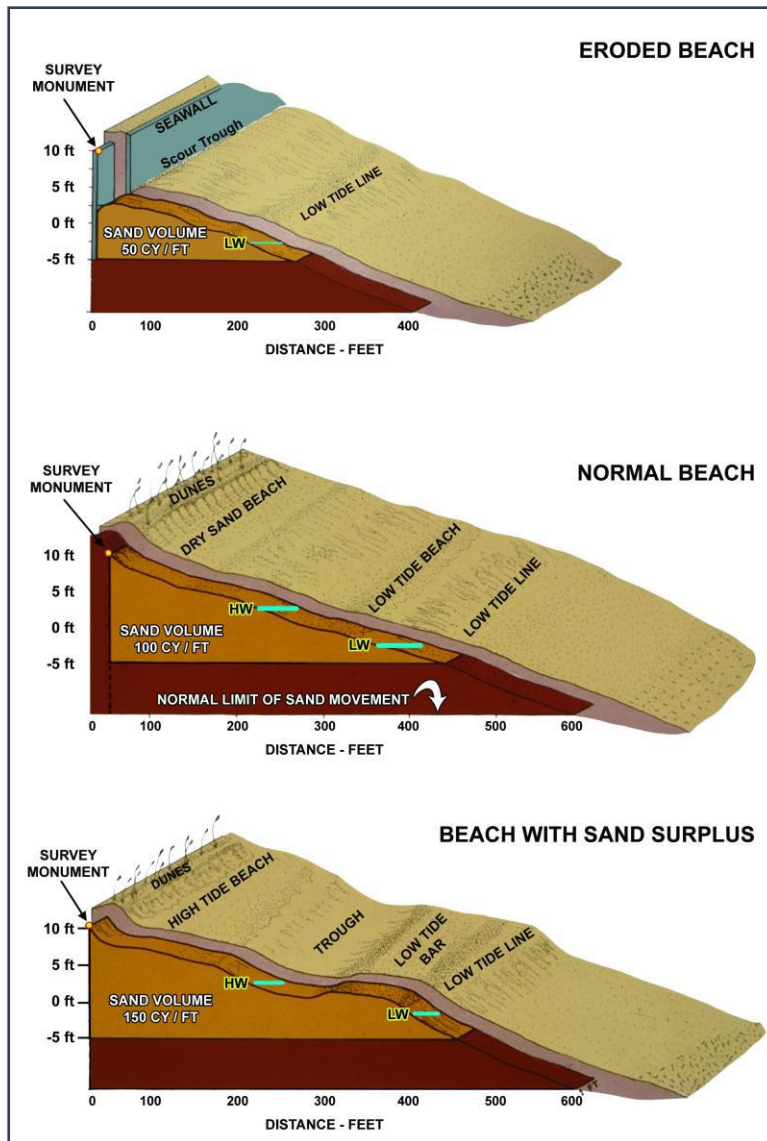 ERODED BEACH
SURVEY
MONUMENT
SEAWALL
Scour Trough
LOW TIDE LINE
10 ft
5 ft
0 ft
-5 ft
SAND VOLUME
50 CY / FT
LW
0 100 200 300 400
DISTANCE - FEET
NORMAL BEACH
SURVEY
MONUMENT
DUNES
DRY SAND BEACH
LOW TIDE BEACH
LOW TIDE LINE
10 ft
5 ft
0 ft
-5 ft
HW
SAND VOLUME
100 CY / FT
LW
NORMAL LIMIT OF SAND MOVEMENT
0 100 200 300 400 500 600
DISTANCE - FEET
BEACH WITH SAND SURPLUS
SURVEY
MONUMENT
DUNES
HIGH TIDE BEACH
TROUGH
LOW TIDE
BAR
LOW TIDE LINE
10 ft
5 ft
0 ft
-5 ft
HW
SAND VOLUME
150 CY / FT
LW
0 100 200 300 400 500 600
DISTANCE - FEET